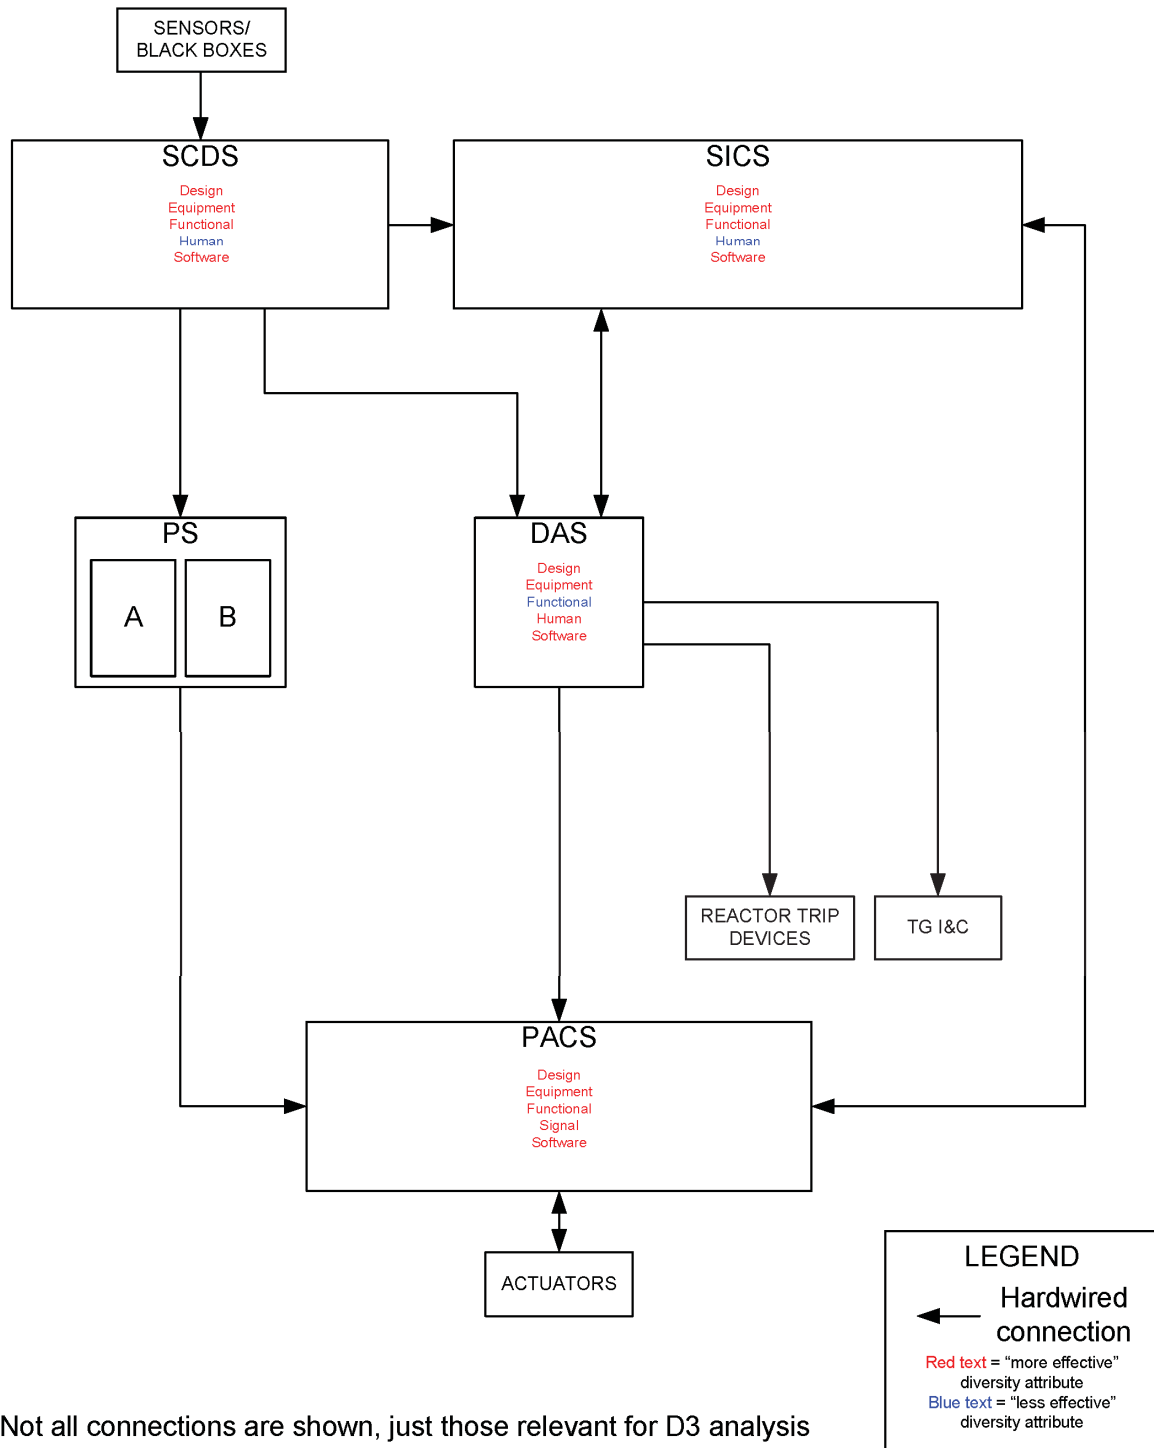 SENSORS/
BLACK BOXES
SCDS
Design
Equipment
Functional
Human
Software
SICS
Design
Equipment
Functional
Human
Software
PS
A
B
DAS
Design
Equipment
Functional
Human
Software
REACTOR TRIP
DEVICES
TG I&C
PACS
Design
Equipment
Functional
Signal
Software
ACTUATORS
LEGEND
Hardwired
connection
Red text = “more effective”
diversity attribute
Blue text = “less effective”
diversity attribute
Not all connections are shown, just those relevant for D3 analysis